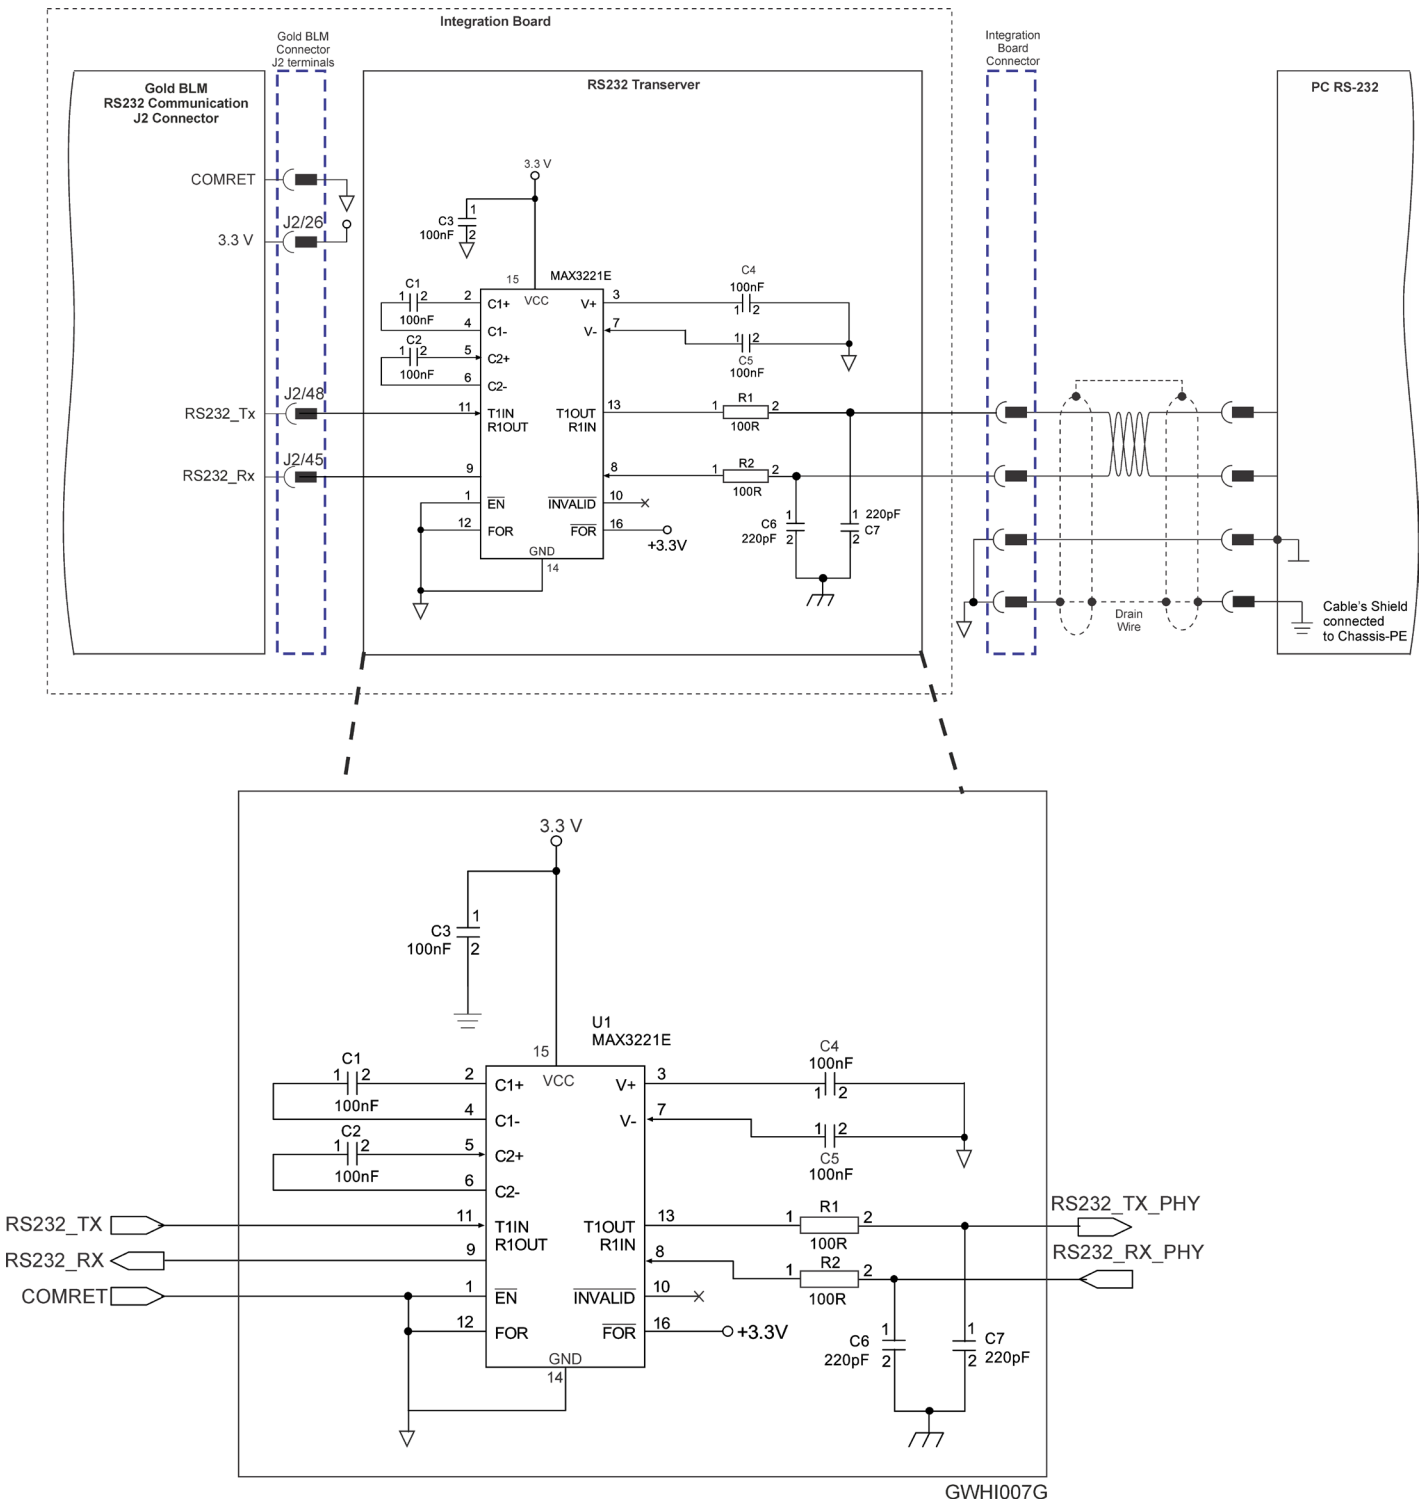 Integration Board
Gold BLM
Connector
J2 terminals
Integration
Board
Connector
Gold BLM
RS232 Communication
J2 Connector
RS232 Transerver
PC RS-232
COMRET
J2/26
3.3 V
3.3 V
C3
100nF
1
2
15
MAX3221E
VCC
C1
1 2
100nF
2 C1+
4 C1-
C2
1 2
100nF
5 C2+
6 C2-
V+ 3
V- 7
C4
100nF
1 2
1 2
C5
100nF
RS232_Tx
J2/48
11 T1IN
R1OUT
T1OUT 13
R1IN
1 R1 2
100R
RS232_Rx
J2/45
9
8
1 R2 2
100R
1 EN
INVALID 10
12 FOR
FOR 16
+3.3V
GND
14
1
C6
220pF 2
1 220pF
2 C7
Drain
Wire
Cable's Shield
connected
to Chassis-PE
3.3 V
C3
100nF
1
2
U1
MAX3221E
15
VCC
C1
1 2
100nF
2 C1+
4 C1-
C2
1 2
100nF
5 C2+
6 C2-
V+ 3
V- 7
C4
100nF
1 2
1 2
C5
100nF
RS232_TX
11 T1IN
R1OUT
T1OUT 13
R1IN
1 R1 2
100R
RS232_TX_PHY
RS232_RX
9
8
1 R2 2
100R
RS232_RX_PHY
COMRET
1 EN
INVALID 10
12 FOR
FOR 16
+3.3V
GND
14
1
C6
220pF 2
1 C7
2 220pF
GWHI007G